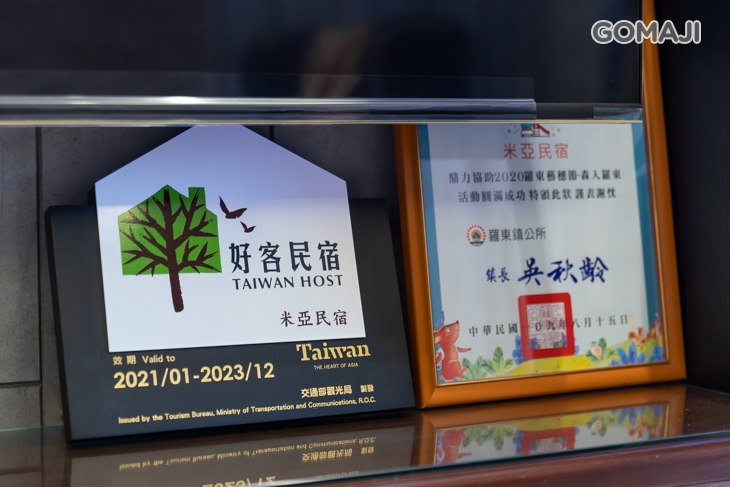 GOMAJI
好客民宿
TAIWAN HOST
米亞民宿
效期 Valid to
2021/01-2023/12
Taiwan
THE HEART OF ASIA
交通部觀光局 製發
Issued by the Tourism Bureau, Ministry of Transportation and Communications, R.O.C.
米亞民宿
鼎力協助2020羅東藝穗節-森人羅東
活動圓滿成功 特頒此狀 謹表謝忱
羅東鎮公所
鎮長 吳秋齡
中華民國一〇九年八月十五日